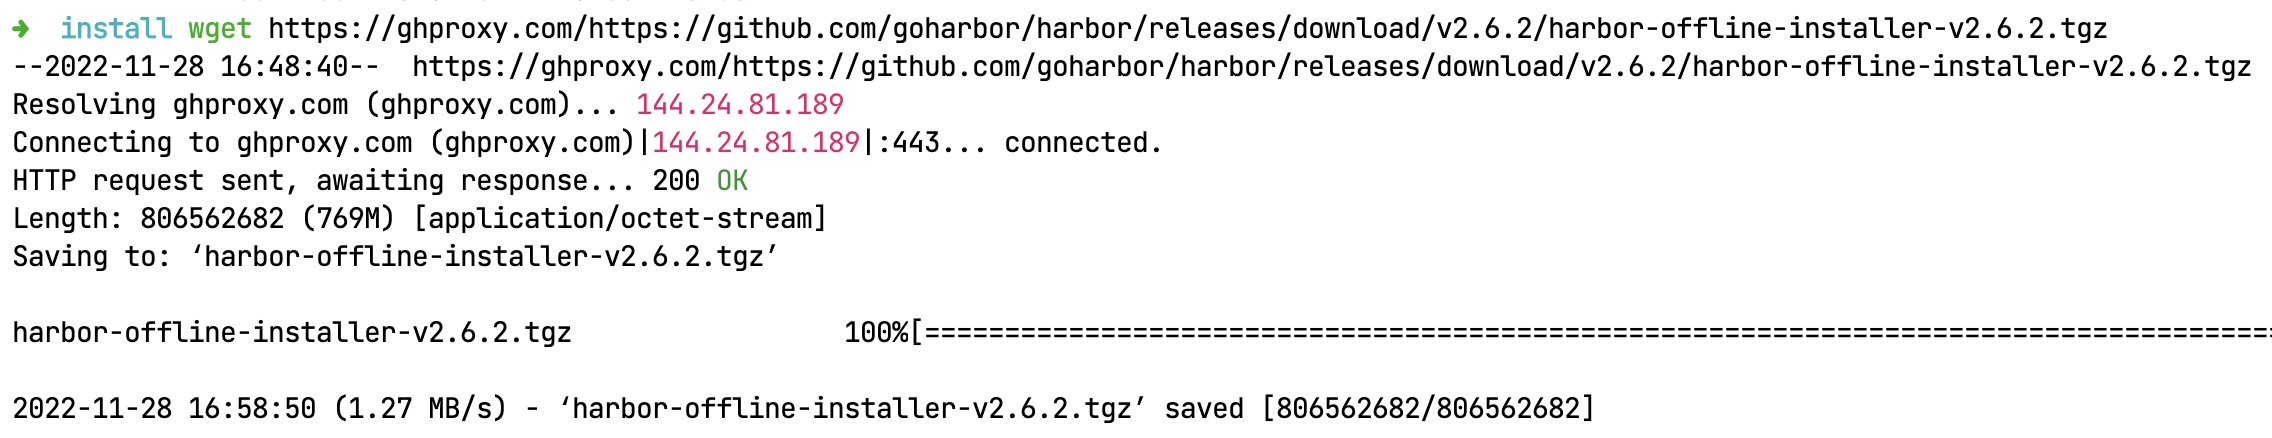 ➜  install wget https://ghproxy.com/https://github.com/goharbor/harbor/releases/download/v2.6.2/harbor-offline-installer-v2.6.2.tgz
--2022-11-28 16:48:40--  https://ghproxy.com/https://github.com/goharbor/harbor/releases/download/v2.6.2/harbor-offline-installer-v2.6.2.tgz
Resolving ghproxy.com (ghproxy.com)... 144.24.81.189
Connecting to ghproxy.com (ghproxy.com)|144.24.81.189|:443... connected.
HTTP request sent, awaiting response... 200 OK
Length: 806562682 (769M) [application/octet-stream]
Saving to: ‘harbor-offline-installer-v2.6.2.tgz’
harbor-offline-installer-v2.6.2.tgz                 100%[=====================================================================================
2022-11-28 16:58:50 (1.27 MB/s) - ‘harbor-offline-installer-v2.6.2.tgz’ saved [806562682/806562682]